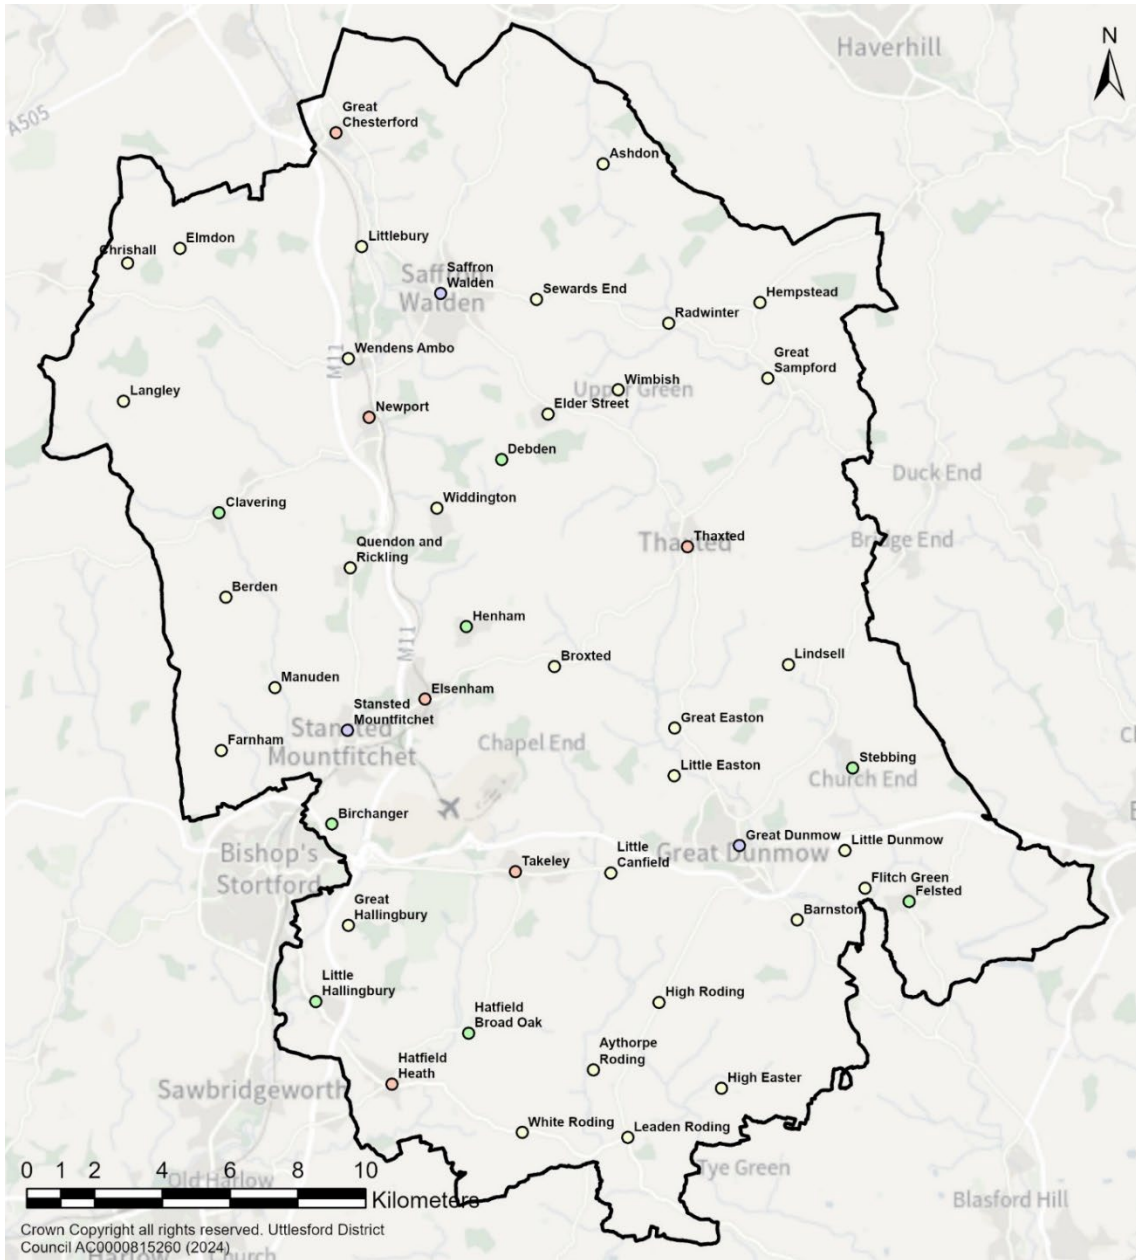 Haverhill
N
A505
Great
Chesterford
Ashdon
Elmdon
Chrishall
Littlebury
Saffron
Walden
Saffron
Walden
Sewards End
Hempstead
Radwinter
M11
Wendens Ambo
Great
Sampford
Langley
Wimbish
Upper Green
Elder Street
Newport
Debden
Duck End
Clavering
Widdington
Thaxted
Thaxted
Bridge End
Quendon and
Rickling
Berden
Henham
M11
Broxted
Lindsell
Manuden
Elsenham
Stansted
Mountfitchet
Stansted
Mountfitchet
Great Easton
Farnham
Chapel End
Stebbing
Church End
Little Easton
Birchanger
Great Dunmow
Great Dunmow
Little Dunmow
Bishop's
Stortford
Takeley
Little
Canfield
Flitch Green
Felsted
Great
Hallingbury
Barnston
Little
Hallingbury
High Roding
Hatfield
Broad Oak
Aythorpe
Roding
Hatfield
Heath
High Easter
Sawbridgeworth
White Roding
Leaden Roding
Tye Green
Old Harlow
Blasford Hill
0 1 2 4 6 8 10
Kilometers
Crown Copyright all rights reserved. Uttlesford District
Council AC0000815260 (2024)
Harlow
Church